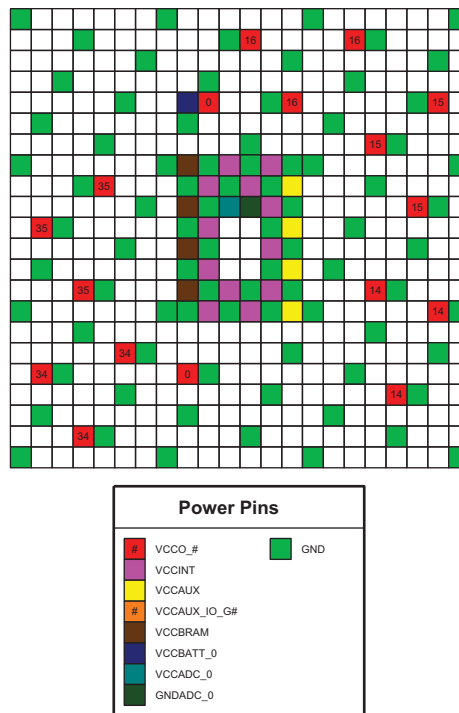 16 16
0 16 15
15
35
15
35
35 14
14
34
34 0
14
34
Power Pins
# VCCO_# GND
VCCINT
VCCAUX
# VCCAUX_IO_G#
VCCBRAM
VCCBATT_0
VCCADC_0
GNDADC_0